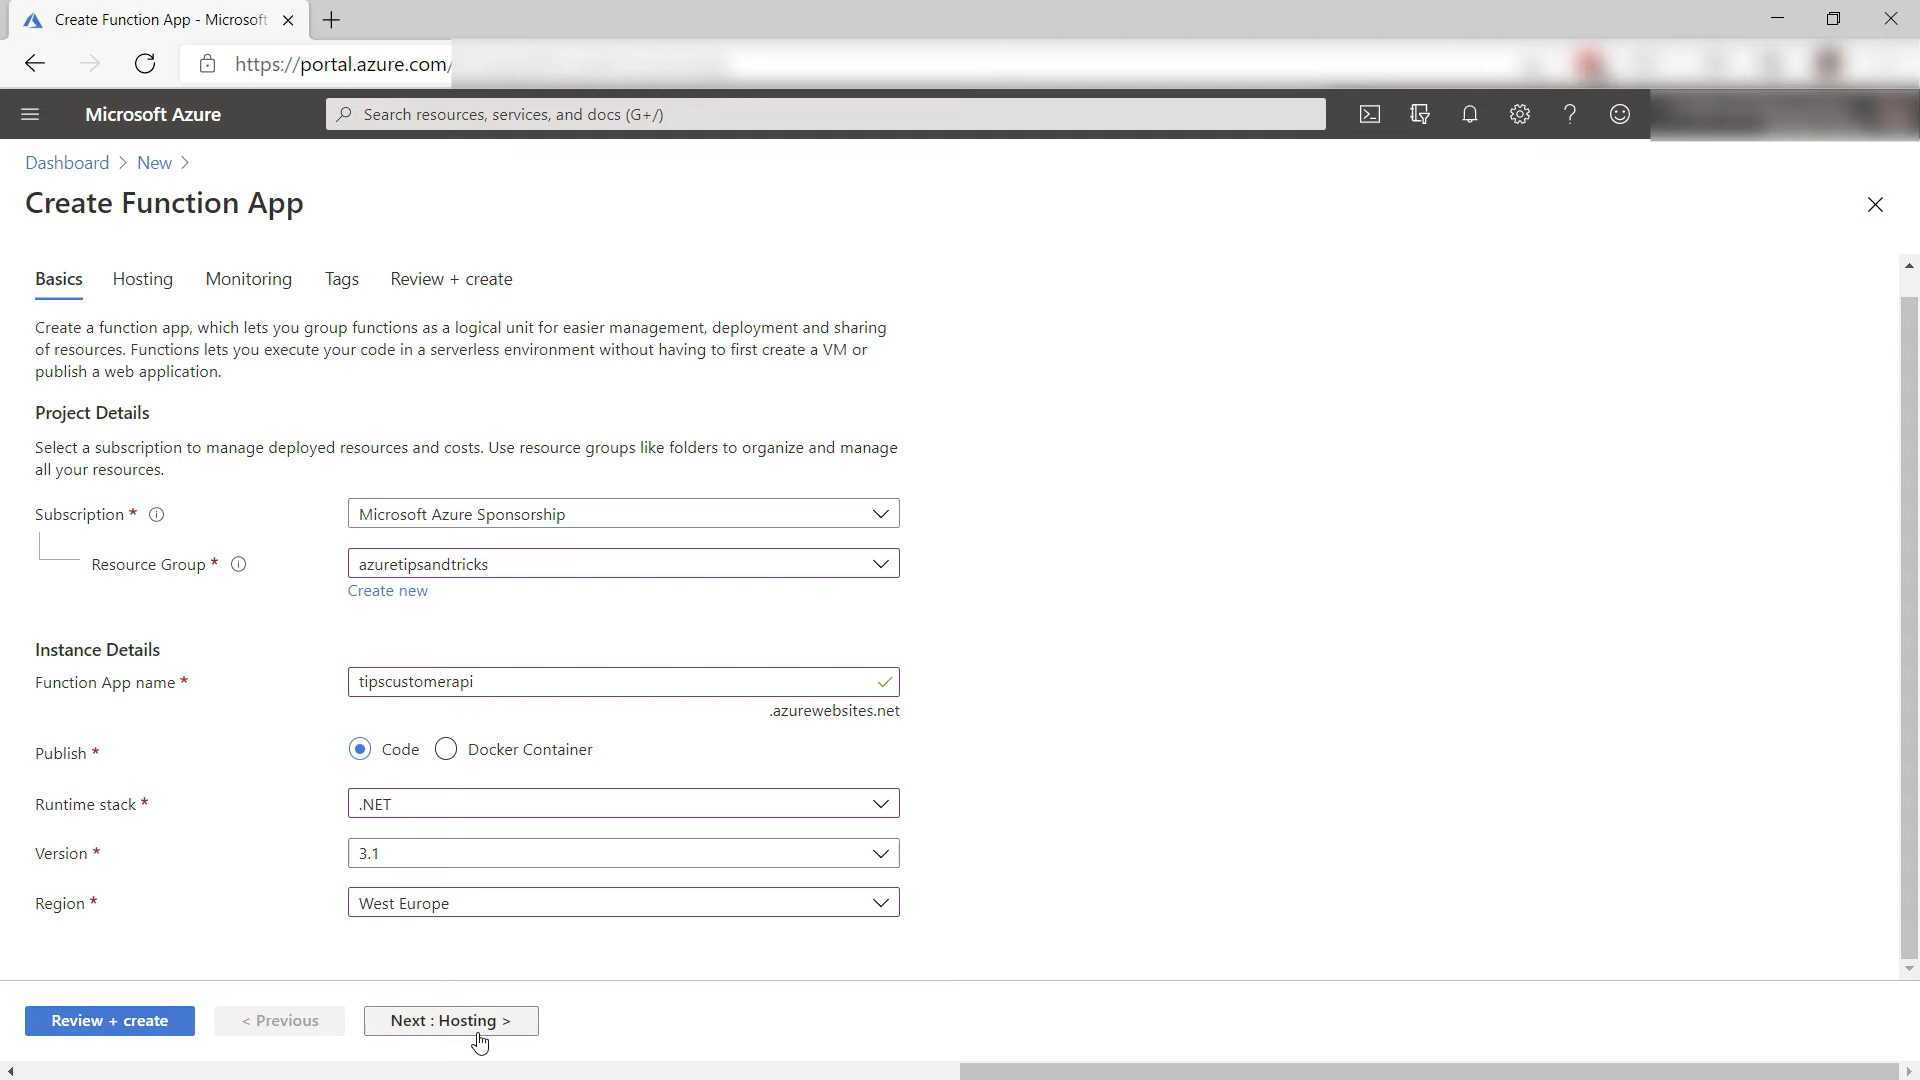 Create Function App - Microsoft
https://portal.azure.com/
Microsoft Azure
Search resources, services, and docs (G+/)
Dashboard > New >
Create Function App
Basics Hosting Monitoring Tags Review + create
Create a function app, which lets you group functions as a logical unit for easier management, deployment and sharing
of resources. Functions lets you execute your code in a serverless environment without having to first create a VM or
publish a web application.
Project Details
Select a subscription to manage deployed resources and costs. Use resource groups like folders to organize and manage
all your resources.
Subscription * Microsoft Azure Sponsorship
Resource Group * azuretipsandtricks
Create new
Instance Details
Function App name * tipscustomerapi
.azurewebsites.net
Publish * Code Docker Container
Runtime stack * .NET
Version * 3.1
Region * West Europe
Review + create < Previous Next : Hosting >